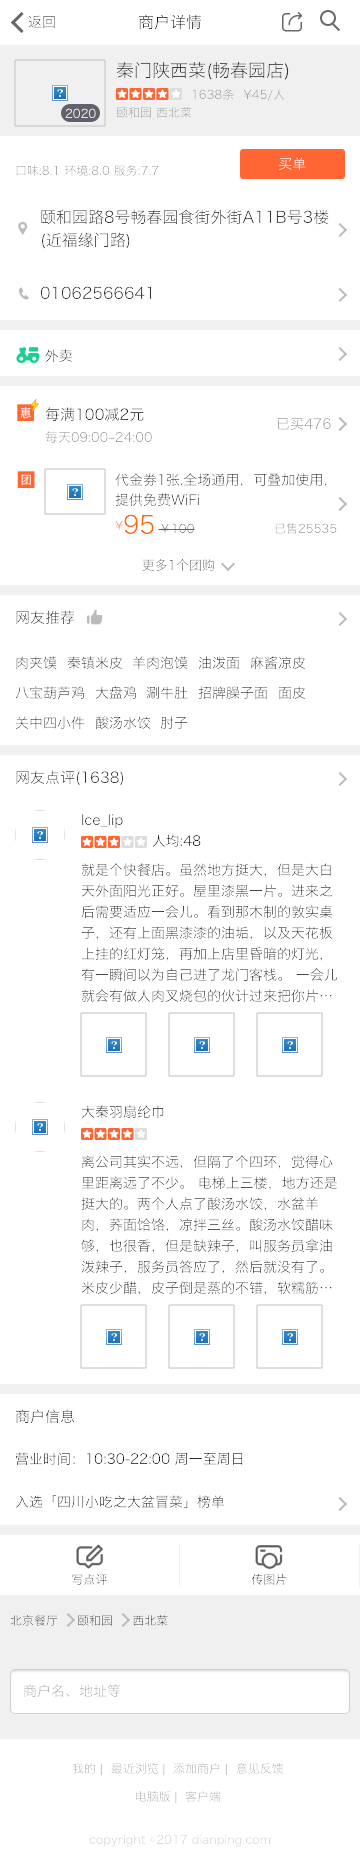 返回
商户详情
秦门陕西菜(畅春园店)
1638条 ¥45/人
颐和园 西北菜
2020
口味:8.1 环境:8.0 服务:7.7
买单
颐和园路8号畅春园食街外街A11B号3楼
(近福缘门路)
01062566641
外卖
惠
每满100减2元
每天09:00–24:00
已买476
团
代金券1张,全场通用，可叠加使用,
提供免费WiFi
¥95 ¥100
已售25535
更多1个团购
网友推荐
肉夹馍 秦镇米皮 羊肉泡馍 油泼面 麻酱凉皮
八宝葫芦鸡 大盘鸡 涮牛肚 招牌臊子面 面皮
关中四小件 酸汤水饺 肘子
网友点评(1638)
Ice_lip
人均:48
就是个快餐店。虽然地方挺大，但是大白
天外面阳光正好。屋里漆黑一片。进来之
后需要适应一会儿。看到那木制的敦实桌
子，还有上面黑漆漆的油垢，以及天花板
上挂的红灯笼，再加上店里昏暗的灯光，
有一瞬间以为自己进了龙门客栈。 一会儿
就会有做人肉叉烧包的伙计过来把你片…
大秦羽扇纶巾
离公司其实不远，但隔了个四环，觉得心
里距离远了不少。 电梯上三楼，地方还是
挺大的。两个人点了酸汤水饺，水盆羊
肉，荞面饸饹，凉拌三丝。酸汤水饺醋味
够，也很香，但是缺辣子，叫服务员拿油
泼辣子，服务员答应了，然后就没有了。
米皮少醋，皮子倒是蒸的不错，软糯筋…
商户信息
营业时间：10:30-22:00 周一至周日
入选「四川小吃之大盆冒菜」榜单
写点评
传图片
北京餐厅 颐和园 西北菜
商户名、地址等
我的 | 最近浏览 | 添加商户 | 意见反馈
电脑版 | 客户端
copyright ©2017 dianping.com